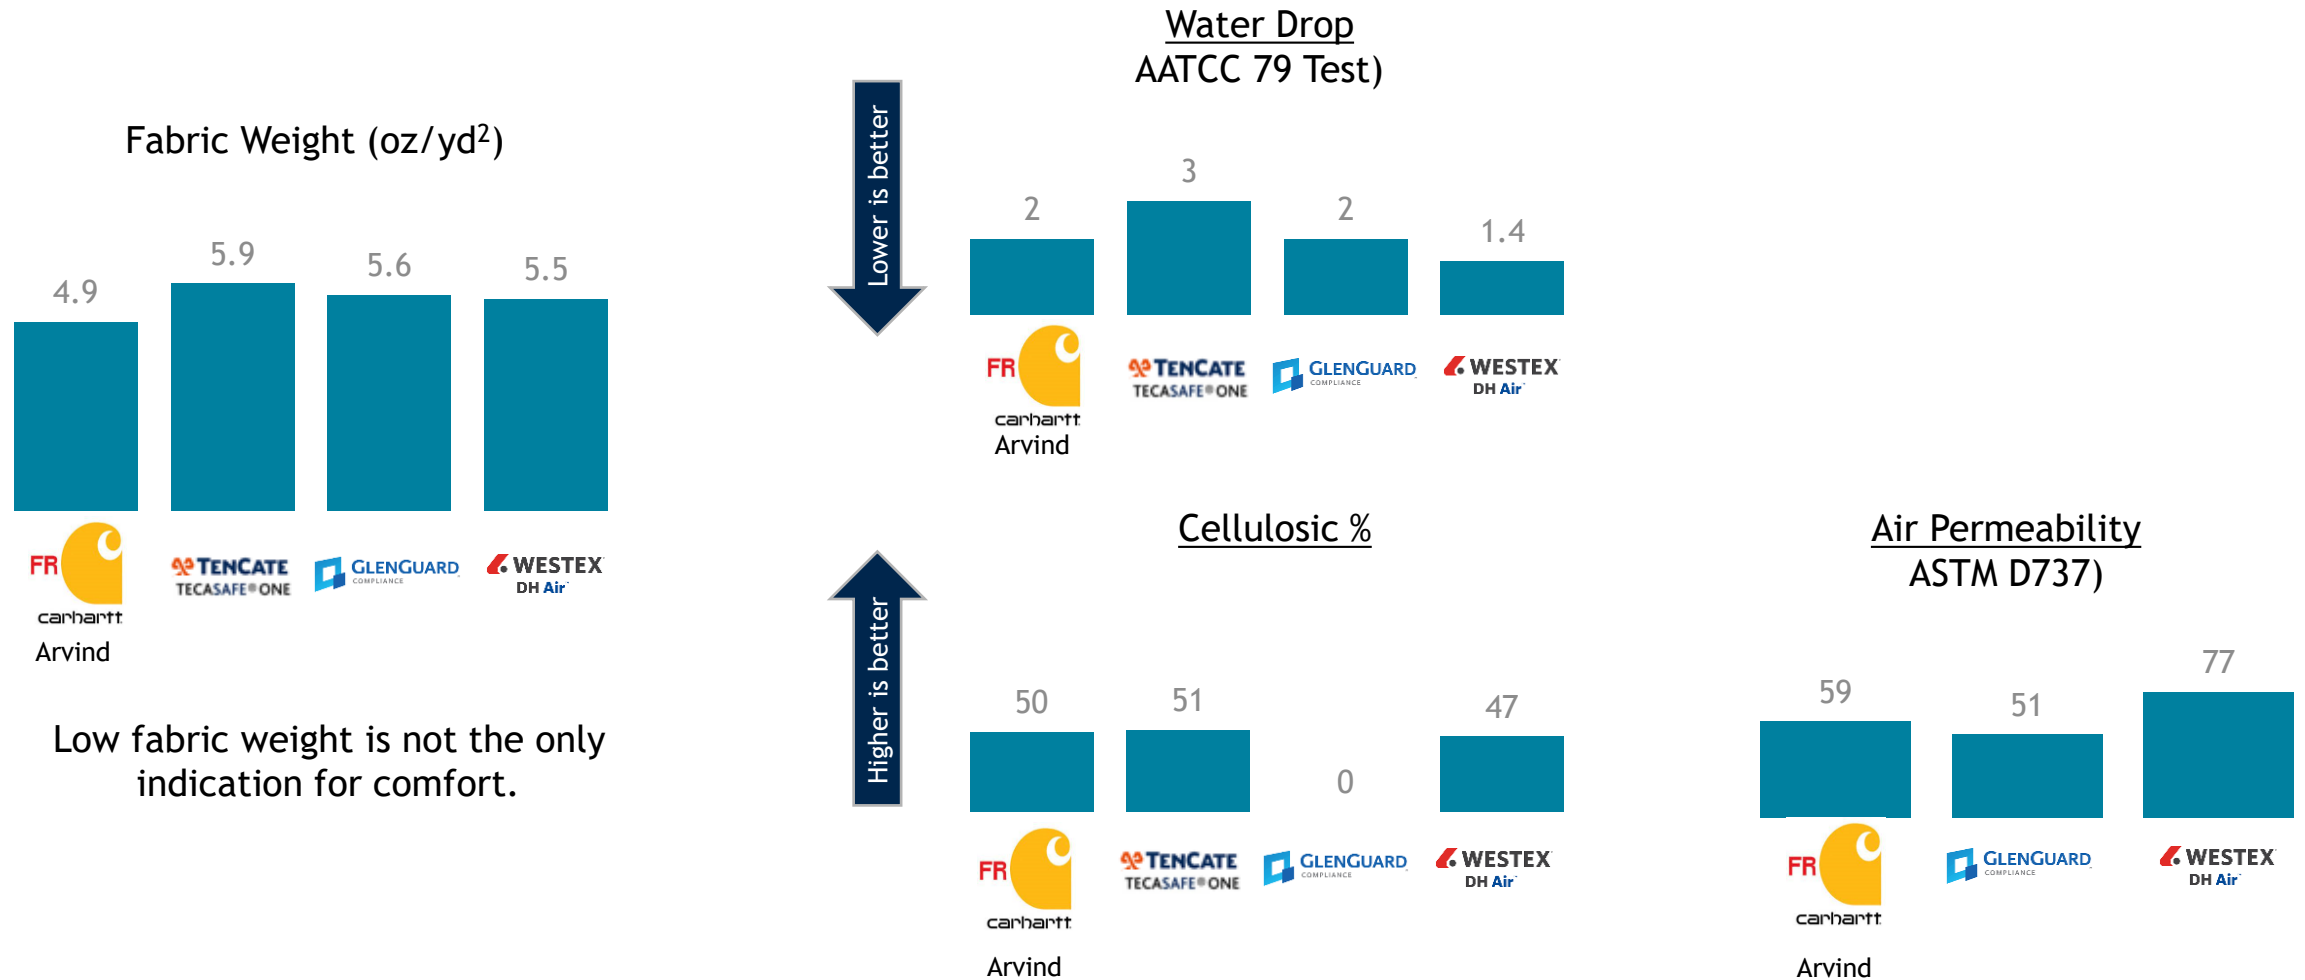 Fabric Weight (oz/yd²)
4.9
5.9
5.6
5.5
FR
carhartt
Arvind
TENCATE
TECASAFE®ONE
GLENGUARD
COMPLIANCE
WESTEX
DH Air
Low fabric weight is not the only
indication for comfort.
Water Drop
AATCC 79 Test)
Lower is better
2
3
2
1.4
FR
carhartt
Arvind
TENCATE
TECASAFE®ONE
GLENGUARD
COMPLIANCE
WESTEX
DH Air
Cellulosic %
Higher is better
50
51
0
47
FR
carhartt
Arvind
TENCATE
TECASAFE®ONE
GLENGUARD
COMPLIANCE
WESTEX
DH Air
Air Permeability
ASTM D737)
59
51
77
FR
carhartt
Arvind
GLENGUARD
COMPLIANCE
WESTEX
DH Air